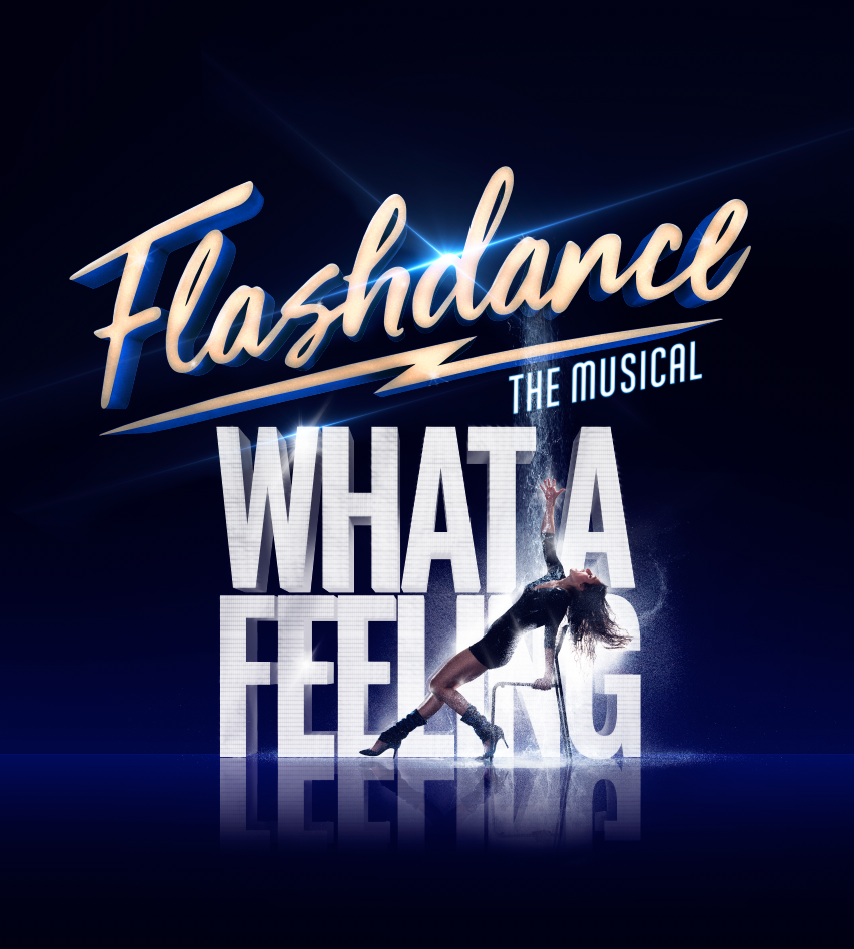 Flashdance
THE MUSICAL
WHAT A
FEELING